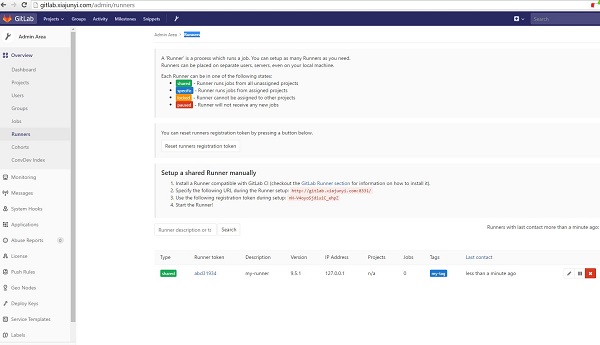 gitlab.xiajunyi.com/admin/runners
GitLab Projects Groups Activity Milestones Snippets Search
Admin Area
Admin Area > Runners
Overview
Dashboard
Projects
Users
Groups
Jobs
Runners
Cohorts
ConvDev Index
Monitoring
Messages
System Hooks
Applications
Abuse Reports 0
License
Push Rules
Geo Nodes
Deploy Keys
Service Templates
Labels
A 'Runner' is a process which runs a job. You can setup as many Runners as you need.
Runners can be placed on separate users, servers, even on your local machine.
Each Runner can be in one of the following states:
shared - Runner runs jobs from all unassigned projects
specific - Runner runs jobs from assigned projects
locked - Runner cannot be assigned to other projects
paused - Runner will not receive any new jobs
You can reset runners registration token by pressing a button below.
Reset runners registration token
Setup a shared Runner manually
1. Install a Runner compatible with GitLab CI (checkout the GitLab Runner section for information on how to install it).
2. Specify the following URL during the Runner setup: http://gitlab.xiajunyi.com:8531/
3. Use the following registration token during setup:
4. Start the Runner!
Runner description or to Search
Runners with last contact more than a minute ago:
Type Runner token Description Version IP Address Projects Jobs Tags Last contact
shared abd31934 my-runner 9.5.1 127.0.0.1 n/a 0 my-tag less than a minute ago